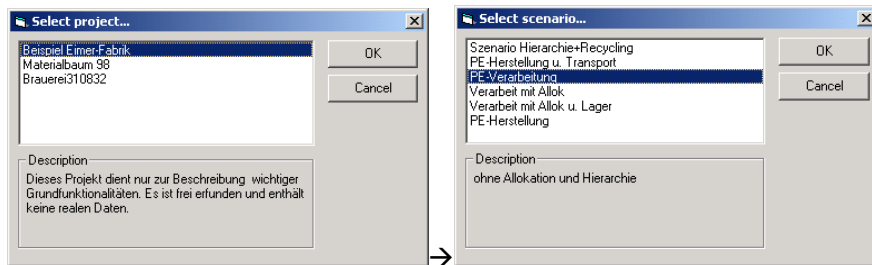 Select project...
Beispiel Eimer-Fabrik
Materialbaum 98
Brauerei310832
OK
Cancel
Description
Dieses Projekt dient nur zur Beschreibung wichtiger
Grundfunktionalitäten. Es ist frei erfunden und enthält
keine realen Daten.
→
Select scenario...
Szenario Hierarchie+Recycling
PE-Herstellung u. Transport
PE-Verarbeitung
Verarbeit mit Allok
Verarbeit mit Allok u. Lager
PE-Herstellung
OK
Cancel
Description
ohne Allokation und Hierarchie